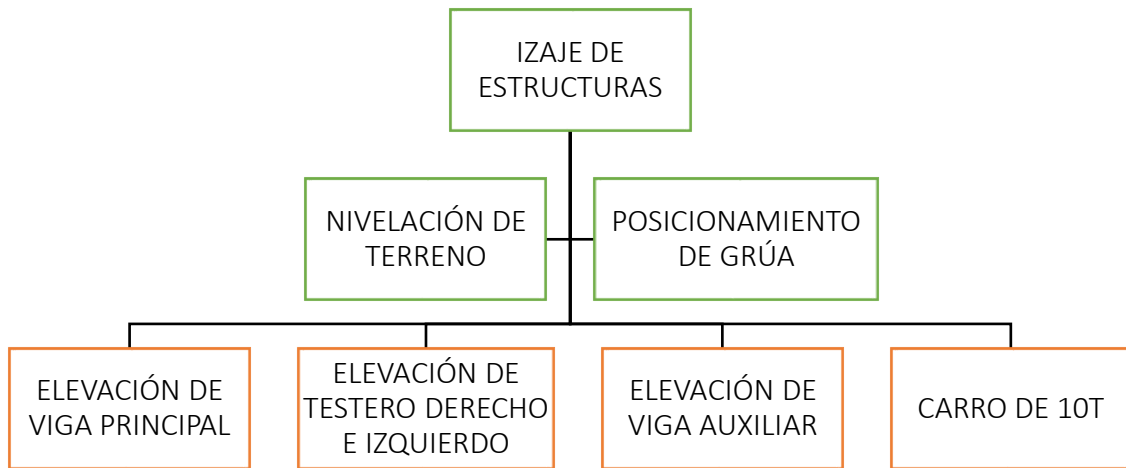 IZAJE DE
ESTRUCTURAS
NIVELACIÓN DE
TERRENO
POSICIONAMIENTO
DE GRÚA
ELEVACIÓN DE
VIGA PRINCIPAL
ELEVACIÓN DE
TESTERO DERECHO
E IZQUIERDO
ELEVACIÓN DE
VIGA AUXILIAR
CARRO DE 10T